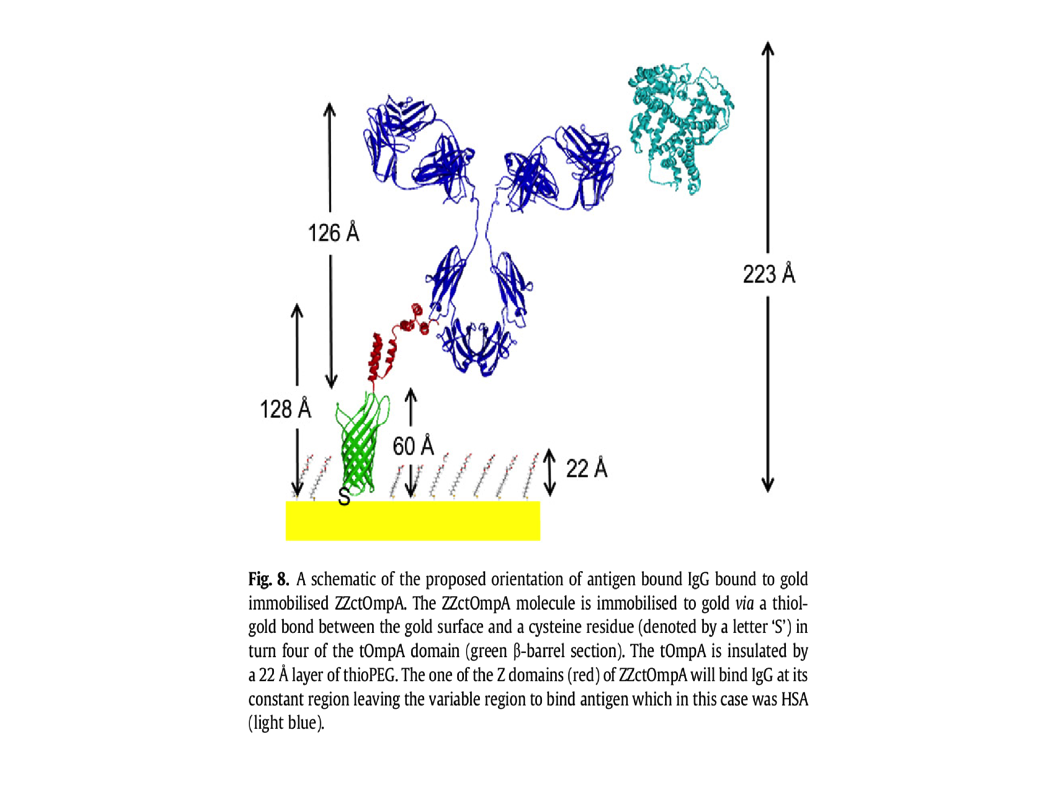 126 Å
223 Å
128 Å
60 Å
22 Å
S
Fig. 8. A schematic of the proposed orientation of antigen bound IgG bound to gold
immobilised ZZctOmpA. The ZZctOmpA molecule is immobilised to gold via a thiol-
gold bond between the gold surface and a cysteine residue (denoted by a letter ‘S’) in
turn four of the tOmpA domain (green β-barrel section). The tOmpA is insulated by
a 22 Å layer of thioPEG. The one of the Z domains (red) of ZZctOmpA will bind IgG at its
constant region leaving the variable region to bind antigen which in this case was HSA
(light blue).